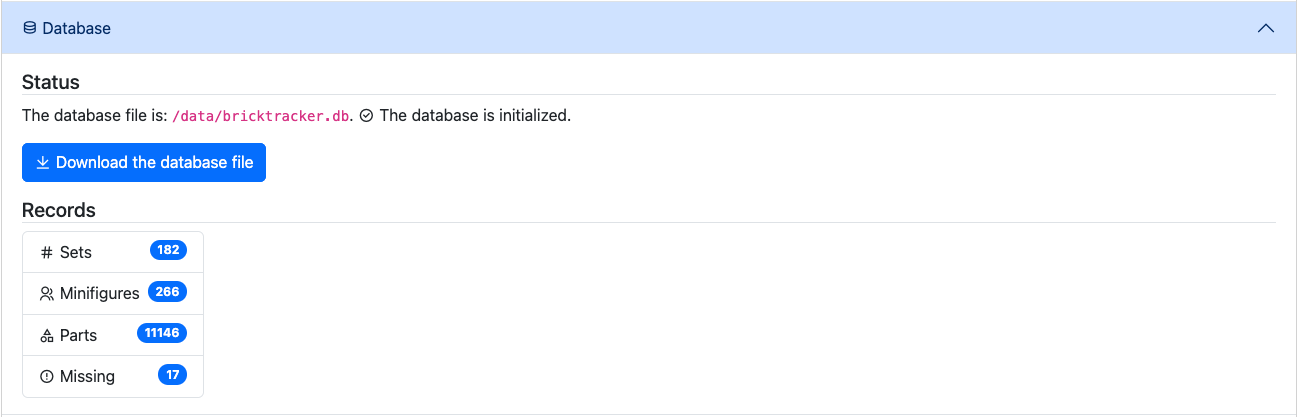 Database
Status
The database file is: /data/bricktracker.db. The database is initialized.
Download the database file
Records
# Sets 182
Minifigures 266
Parts 11146
Missing 17